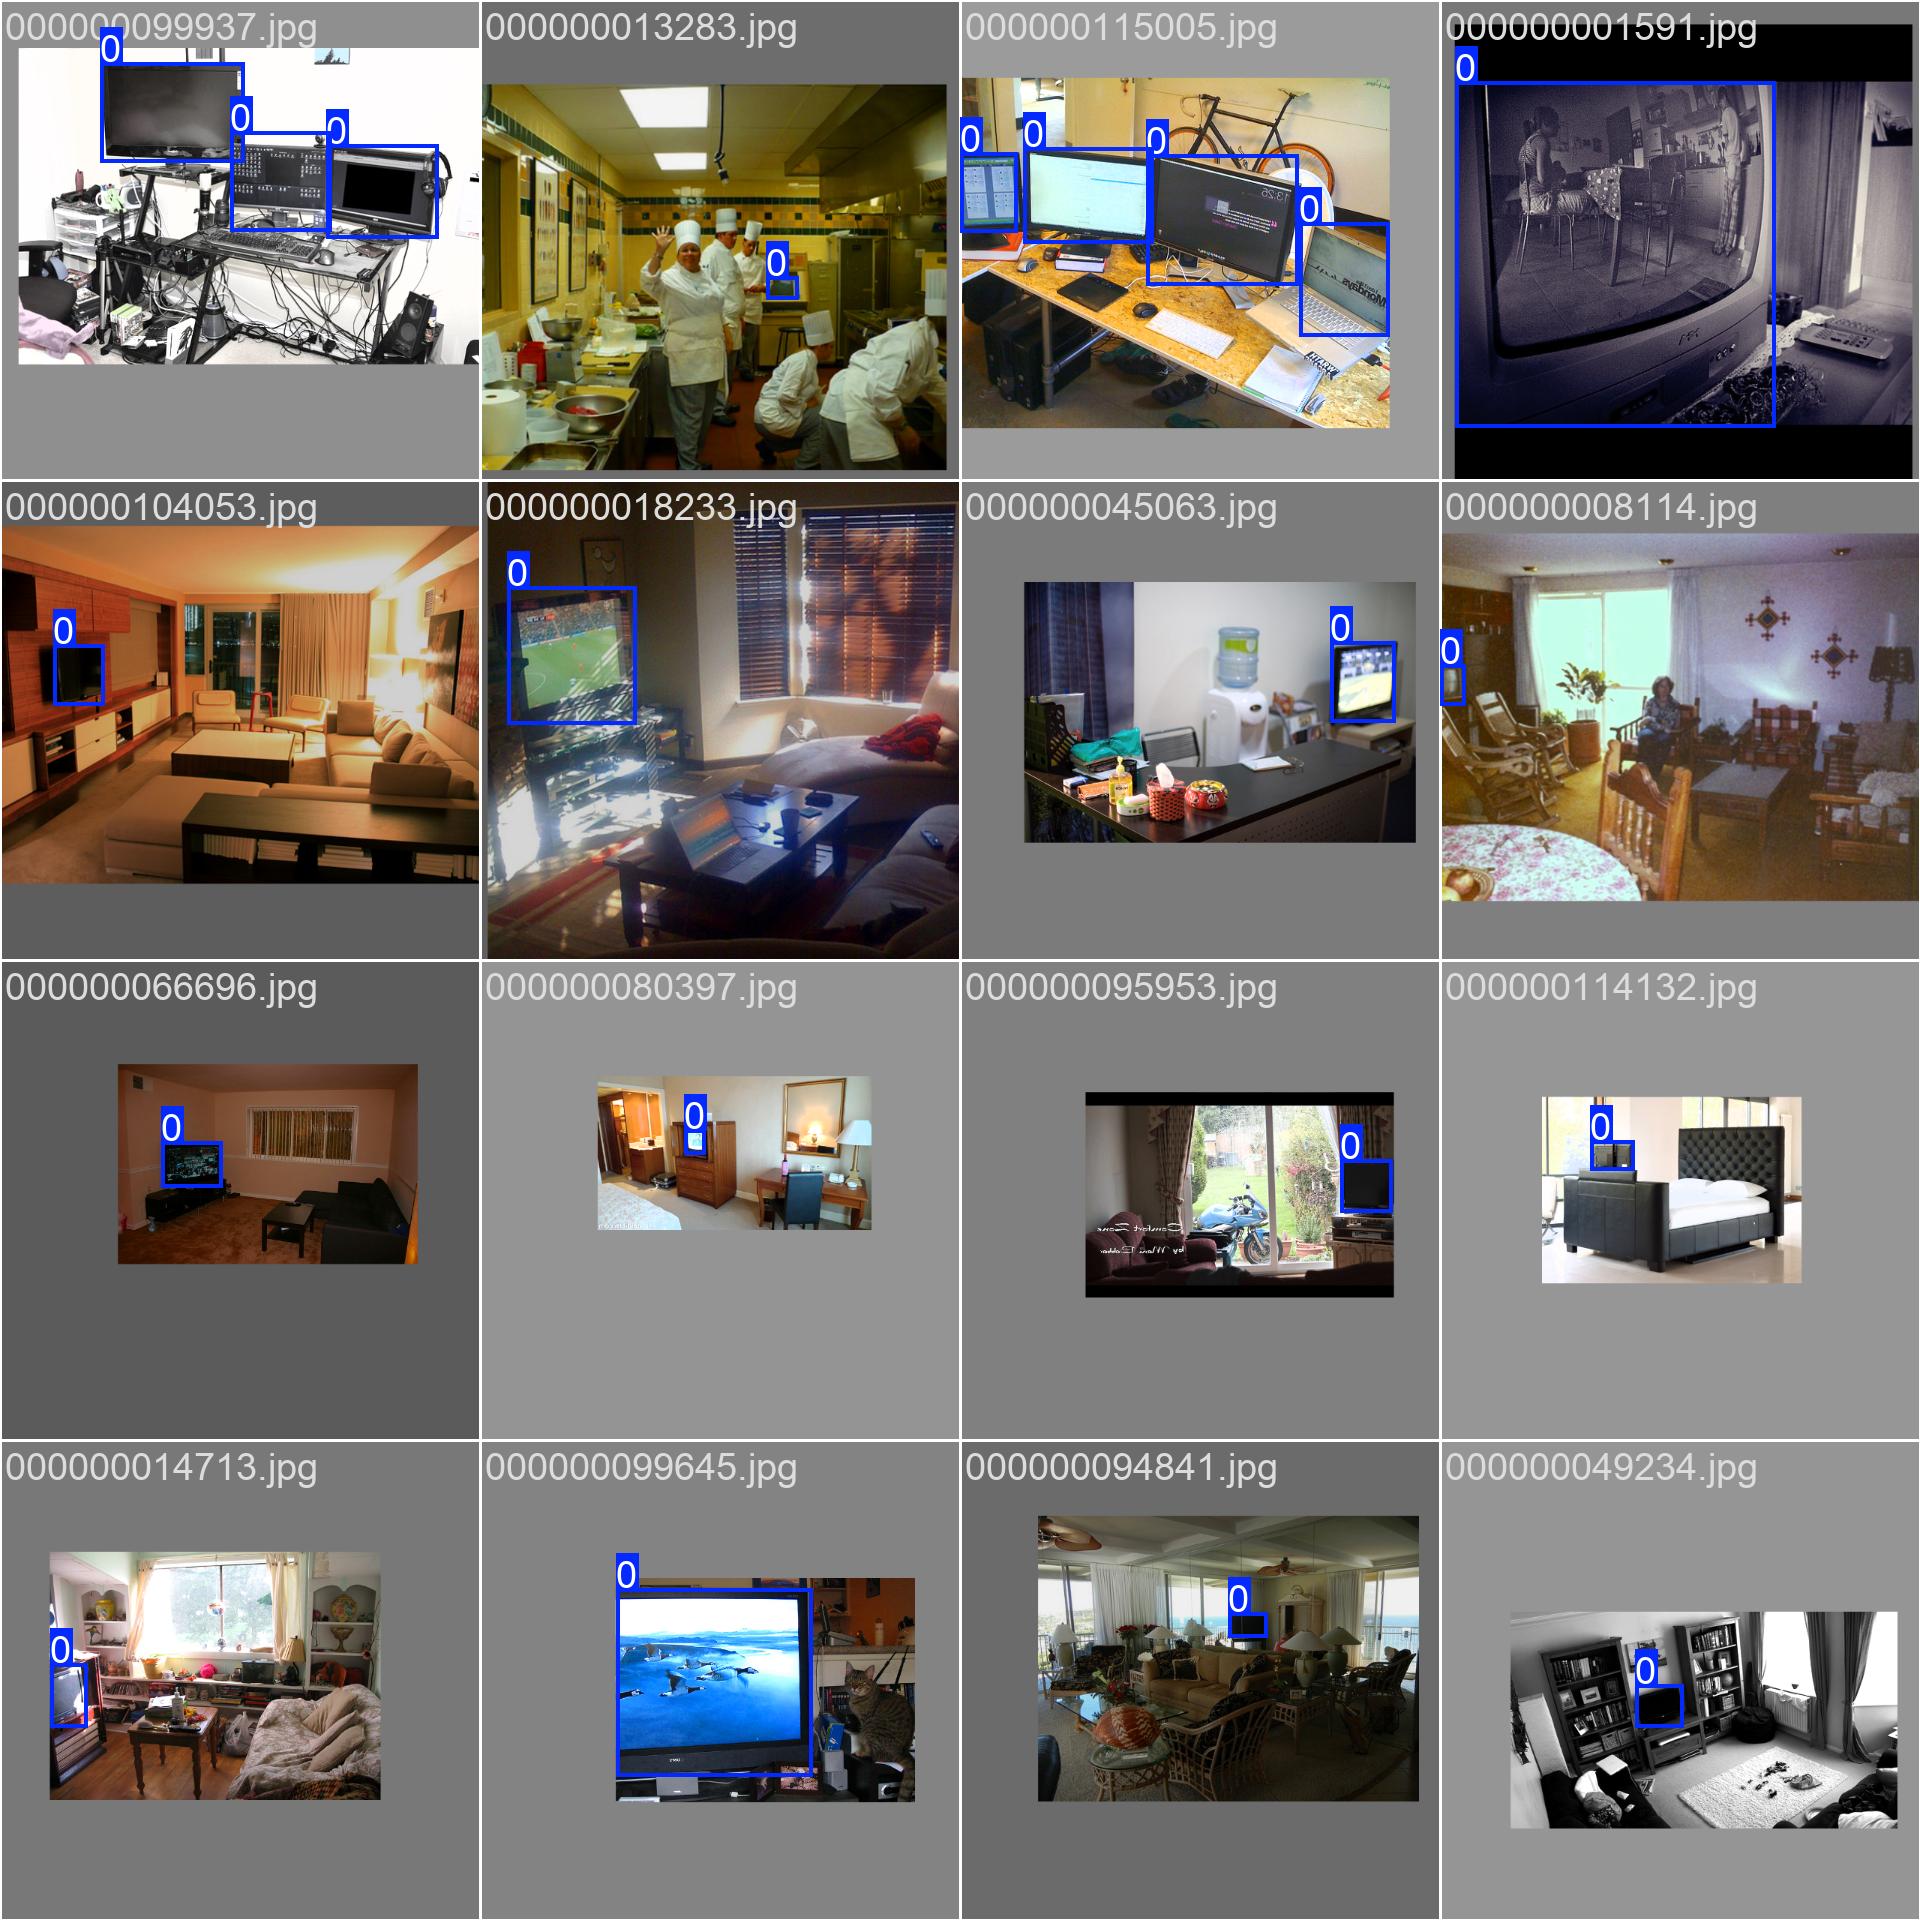 000000099937.jpg
000000013283.jpg
000000115005.jpg
000000001591.jpg
0
0
0
0
0
0
0
0
0
000000104053.jpg
000000018233.jpg
000000045063.jpg
000000008114.jpg
0
0
0
0
000000066696.jpg
000000080397.jpg
000000095953.jpg
000000114132.jpg
0
0
0
0
Comfort Zone
000000014713.jpg
000000099645.jpg
000000094841.jpg
000000049234.jpg
0
0
0
0